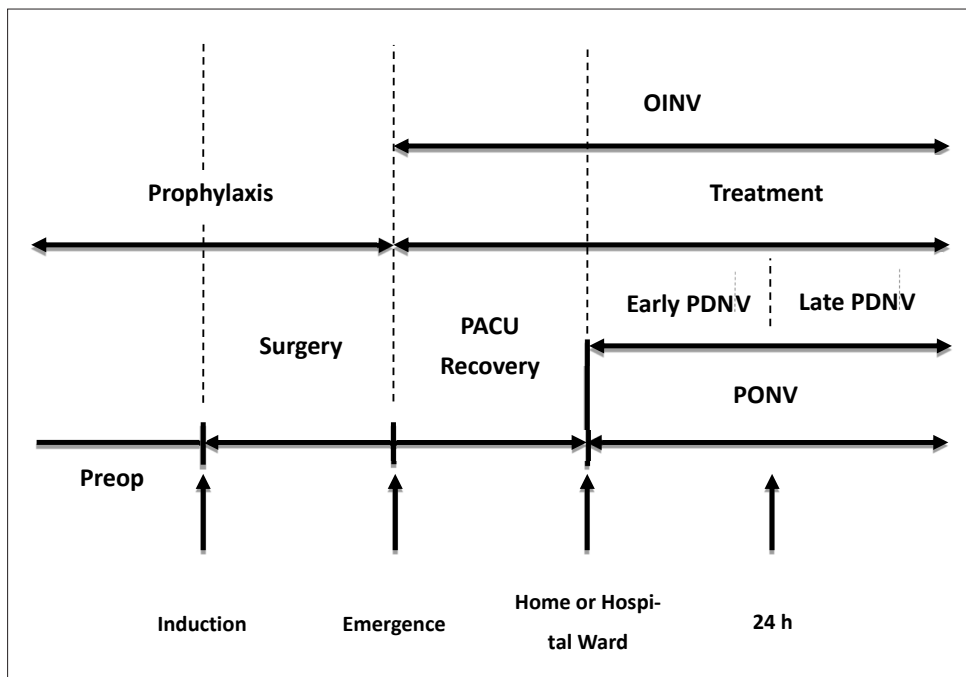 OINV
Prophylaxis
Treatment
Early PDNV
Late PDNV
Surgery
PACU
Recovery
PONV
Preop
Induction
Emergence
Home or Hospi-
tal Ward
24 h